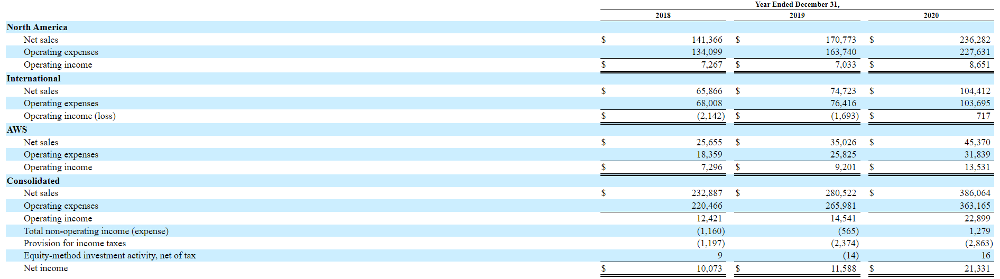 Year Ended December 31,
2018 2019 2020
North America
Net sales $ 141,366 $ 170,773 $ 236,282
Operating expenses 134,099 163,740 227,631
Operating income $ 7,267 $ 7,033 $ 8,651
International
Net sales $ 65,866 $ 74,723 $ 104,412
Operating expenses 68,008 76,416 103,695
Operating income (loss) $ (2,142) $ (1,693) $ 717
AWS
Net sales $ 25,655 $ 35,026 $ 45,370
Operating expenses 18,359 25,825 31,839
Operating income $ 7,296 $ 9,201 $ 13,531
Consolidated
Net sales $ 232,887 $ 280,522 $ 386,064
Operating expenses 220,466 265,981 363,165
Operating income 12,421 14,541 22,899
Total non-operating income (expense) (1,160) (565) 1,279
Provision for income taxes (1,197) (2,374) (2,863)
Equity-method investment activity, net of tax 9 (14) 16
Net income $ 10,073 $ 11,588 $ 21,331